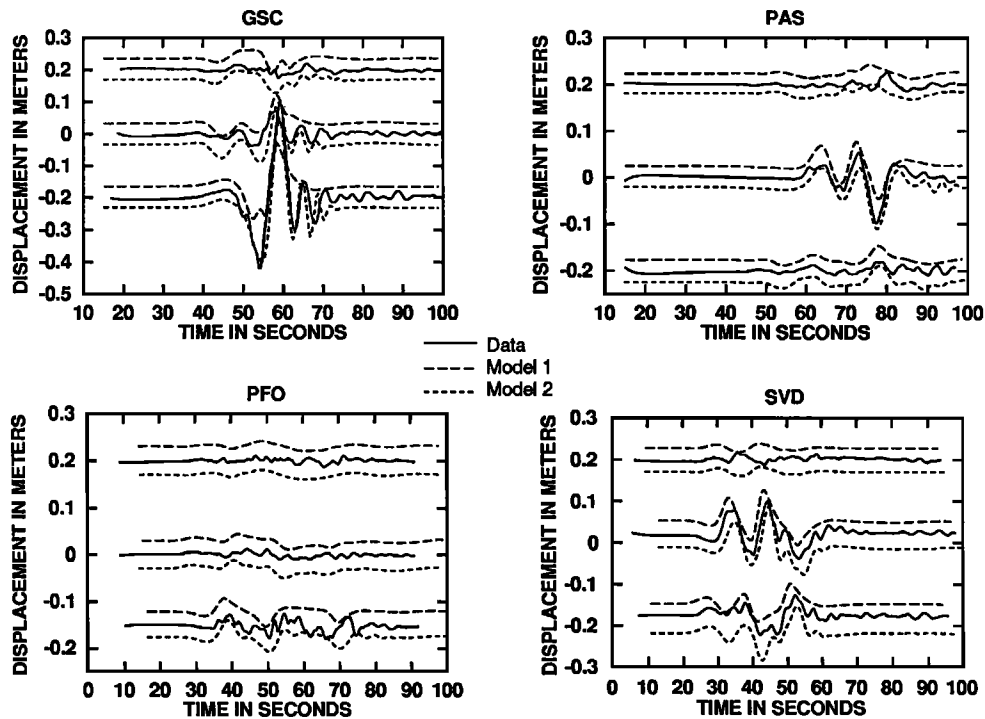 GSC
DISPLACEMENT IN METERS
0.3
0.2
0.1
0
-0.1
-0.2
-0.3
-0.4
-0.5
10 20 30 40 50 60 70 80 90 100
TIME IN SECONDS
PAS
DISPLACEMENT IN METERS
0.3
0.2
0.1
0
-0.1
-0.2
10 20 30 40 50 60 70 80 90 100
TIME IN SECONDS
Data
Model 1
Model 2
PFO
DISPLACEMENT IN METERS
0.3
0.2
0.1
0
-0.1
-0.2
0 10 20 30 40 50 60 70 80 90 100
TIME IN SECONDS
SVD
DISPLACEMENT IN METERS
0.3
0.2
0.1
0
-0.1
-0.2
-0.3
0 10 20 30 40 50 60 70 80 90 100
TIME IN SECONDS